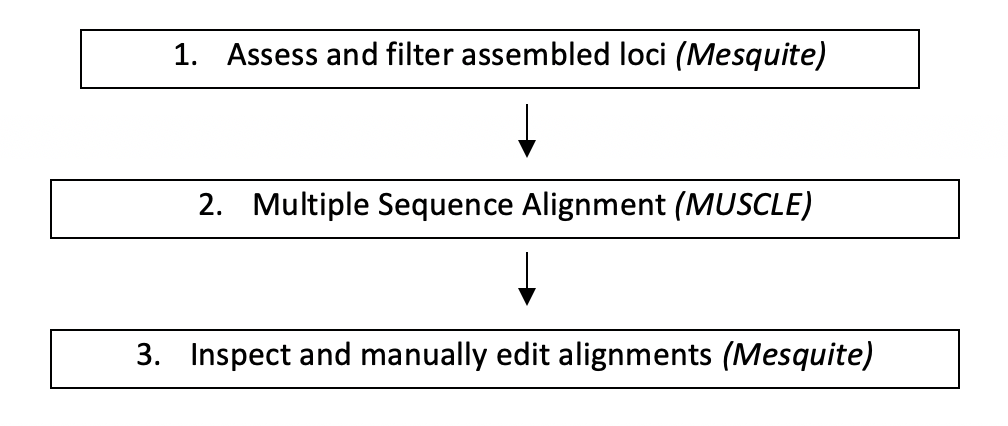 1. Assess and filter assembled loci (Mesquite)
2. Multiple Sequence Alignment (MUSCLE)
3. Inspect and manually edit alignments (Mesquite)